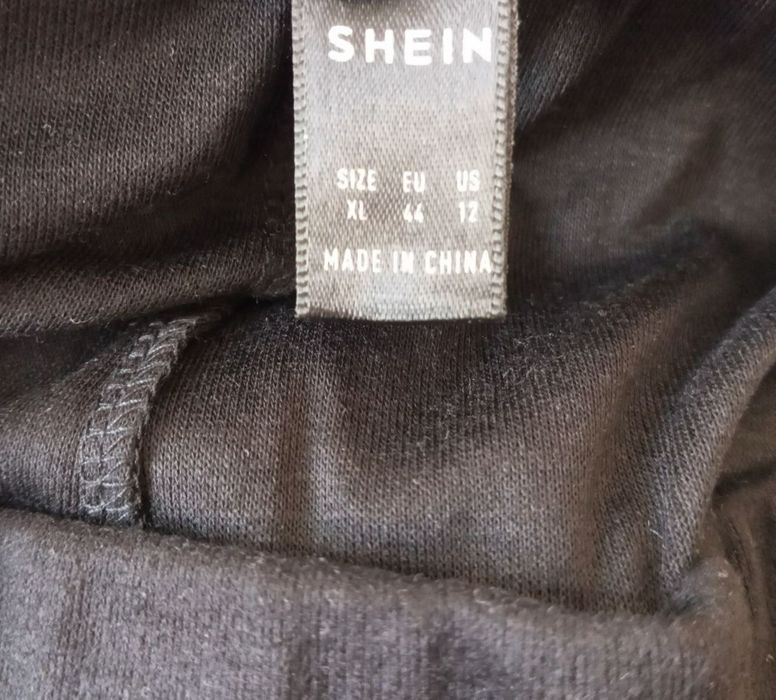 SHEIN
SIZE EU US
XL 44 12
MADE IN CHINA